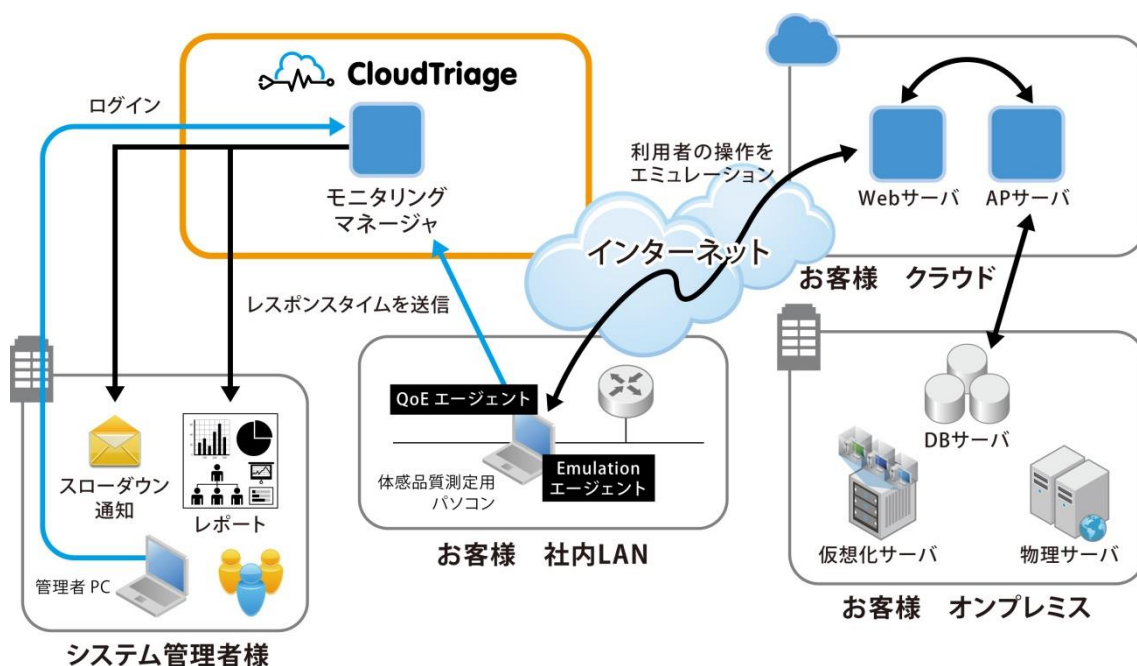 CloudTriage
ログイン
モニタリング
マネージャ
利用者の操作を
エミュレーション
Webサーバ
APサーバ
インターネット
お客様 クラウド
レスポンスタイムを送信
QoE エージェント
Emulation
エージェント
体感品質測定用
パソコン
お客様 社内LAN
スローダウン
通知
レポート
管理者 PC
システム管理者様
DBサーバ
仮想化サーバ
物理サーバ
お客様 オンプレミス